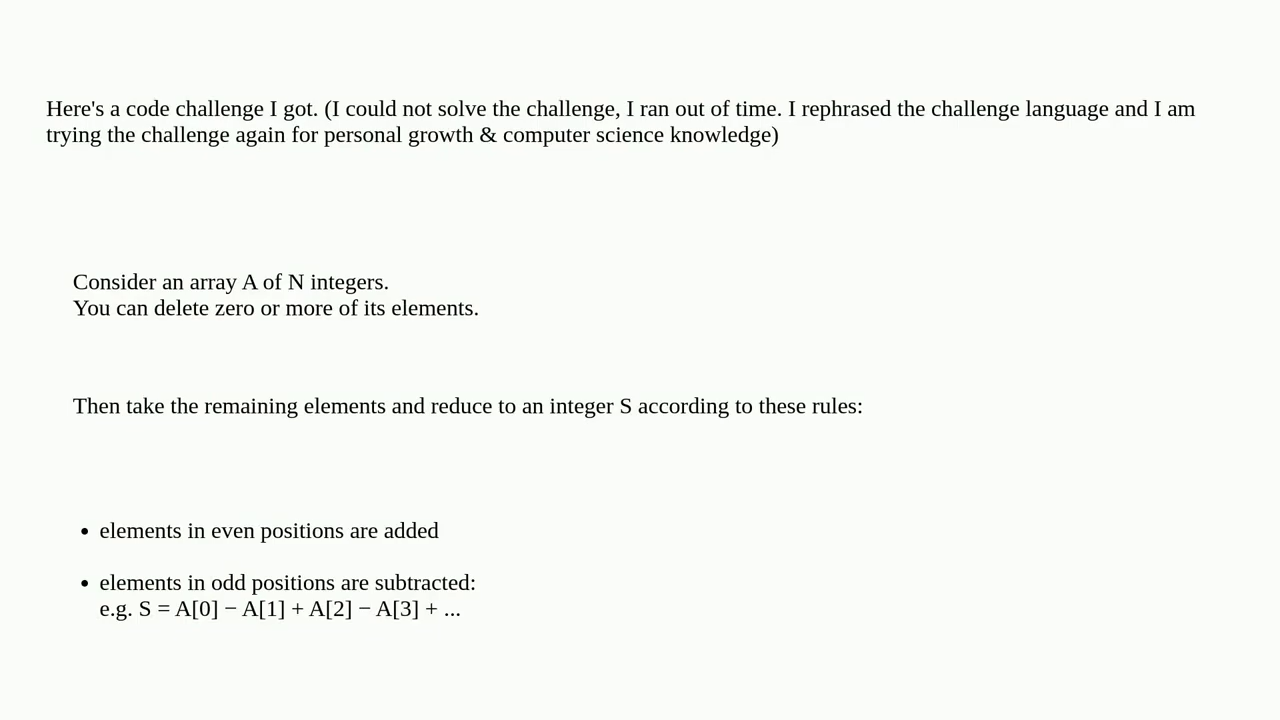 Here's a code challenge I got. (I could not solve the challenge, I ran out of time. I rephrased the challenge language and I am
trying the challenge again for personal growth & computer science knowledge)
Consider an array A of N integers.
You can delete zero or more of its elements.
Then take the remaining elements and reduce to an integer S according to these rules:
• elements in even positions are added
• elements in odd positions are subtracted:
e.g. S = A[0] − A[1] + A[2] − A[3] + ...